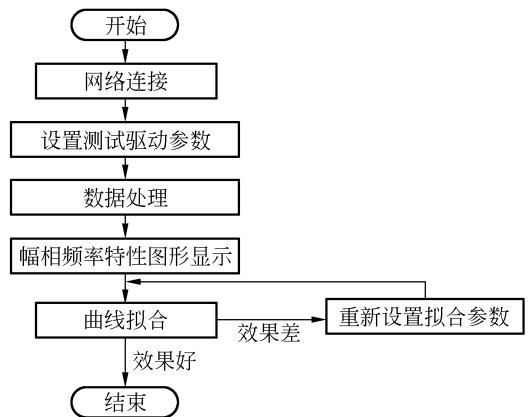 开始
网络连接
设置测试驱动参数
数据处理
幅相频率特性图形显示
曲线拟合
效果差
重新设置拟合参数
效果好
结束